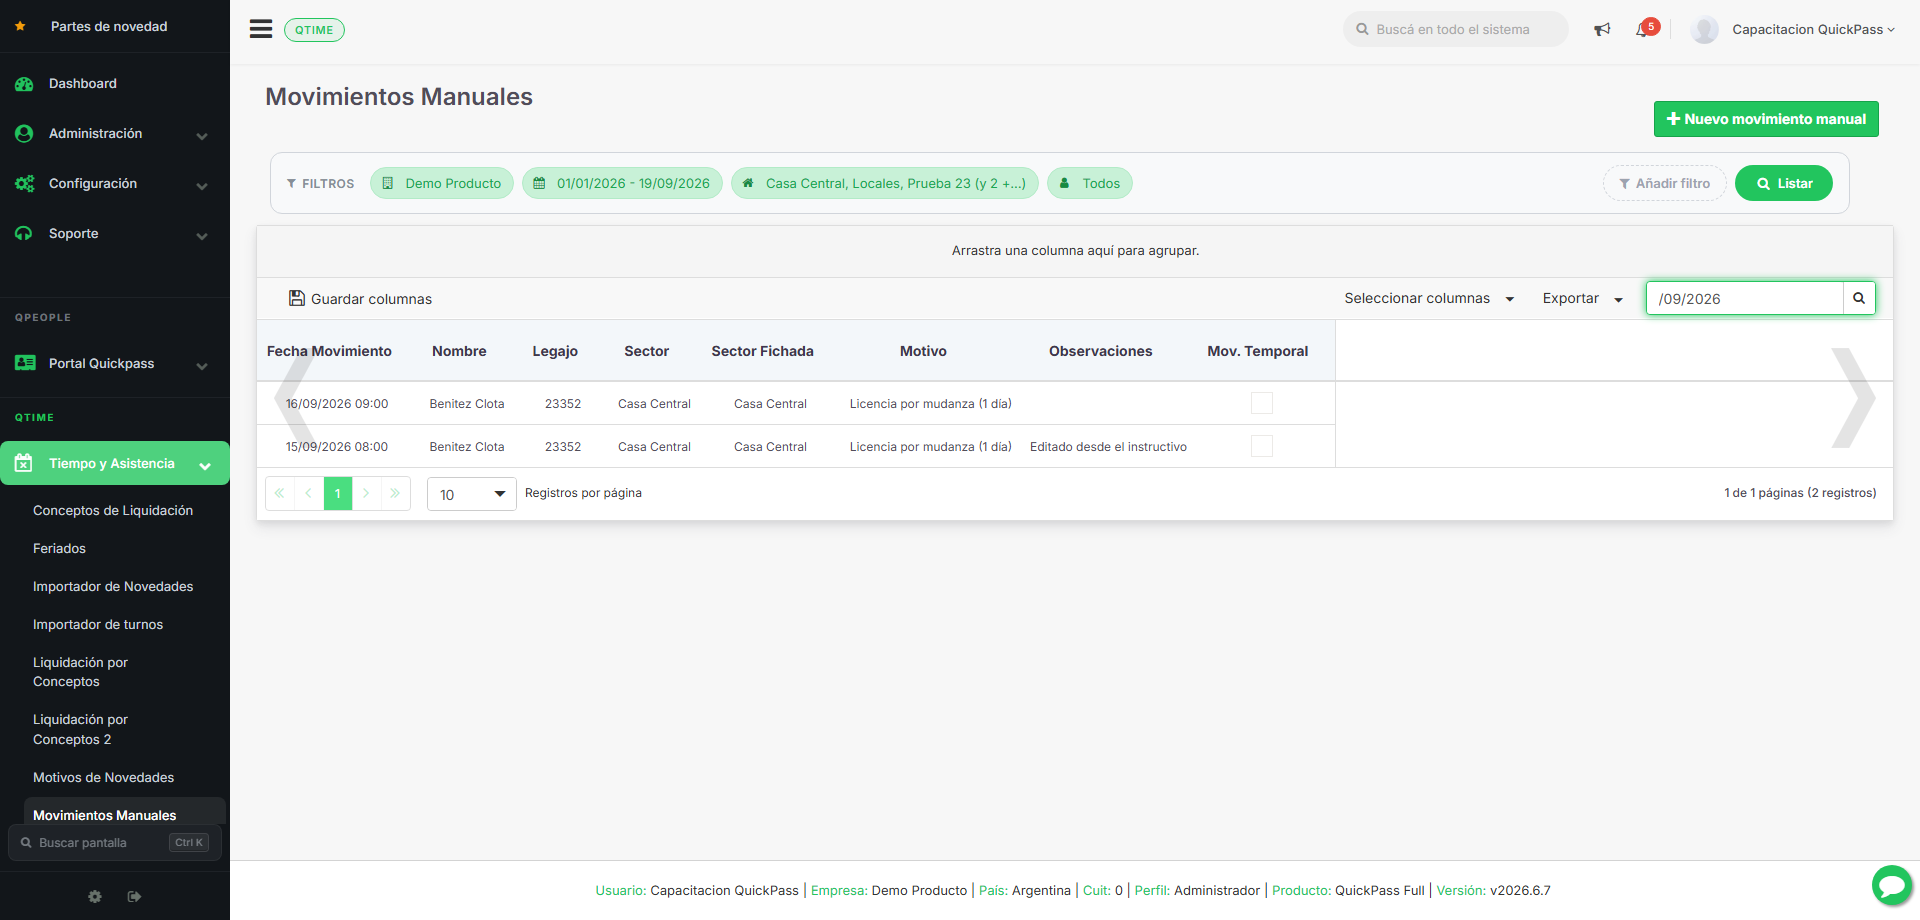 Partes de novedad
Dashboard
Administración
Configuración
Soporte
QPEOPLE
Portal Quickpass
QTIME
Tiempo y Asistencia
Conceptos de Liquidación
Feriados
Importador de Novedades
Importador de turnos
Liquidación por
Conceptos
Liquidación por
Conceptos 2
Motivos de Novedades
Movimientos Manuales
Buscar pantalla Ctrl K
QTIME
Buscá en todo el sistema
5
Capacitacion QuickPass
Movimientos Manuales
Nuevo movimiento manual
FILTROS Demo Producto 01/01/2026 - 19/09/2026 Casa Central, Locales, Prueba 23 (y 2 +...) Todos Añadir filtro Listar
Arrastra una columna aquí para agrupar.
Guardar columnas Seleccionar columnas Exportar /09/2026
Fecha Movimiento Nombre Legajo Sector Sector Fichada Motivo Observaciones Mov. Temporal
16/09/2026 09:00 Benitez Clota 23352 Casa Central Casa Central Licencia por mudanza (1 día)
15/09/2026 08:00 Benitez Clota 23352 Casa Central Casa Central Licencia por mudanza (1 día) Editado desde el instructivo
1 10 Registros por página 1 de 1 páginas (2 registros)
Usuario: Capacitacion QuickPass | Empresa: Demo Producto | País: Argentina | Cuit: 0 | Perfil: Administrador | Producto: QuickPass Full | Versión: v2026.6.7